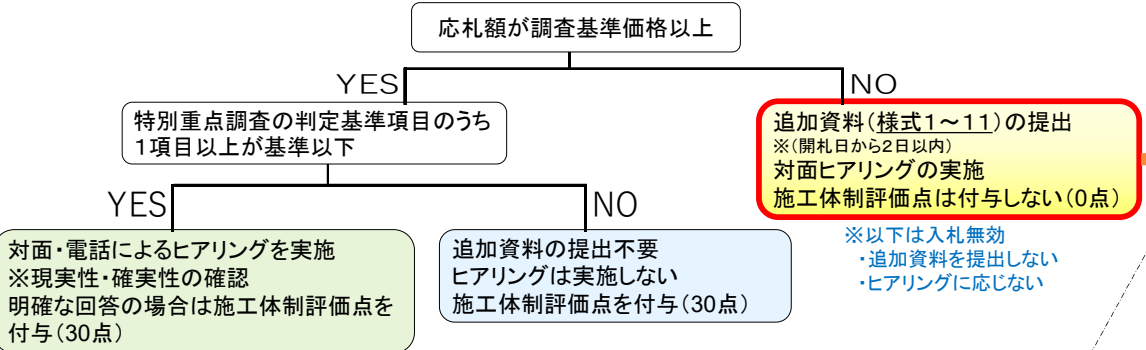 応札額が調査基準価格以上
YES
NO
特別重点調査の判定基準項目のうち
1項目以上が基準以下
追加資料(様式1~11)の提出
※(開札日から2日以内)
対面ヒアリングの実施
施工体制評価点は付与しない(0点)
YES
NO
対面・電話によるヒアリングを実施
※現実性・確実性の確認
明確な回答の場合は施工体制評価点を
付与(30点)
追加資料の提出不要
ヒアリングは実施しない
施工体制評価点を付与(30点)
※以下は入札無効
・追加資料を提出しない
・ヒアリングに応じない